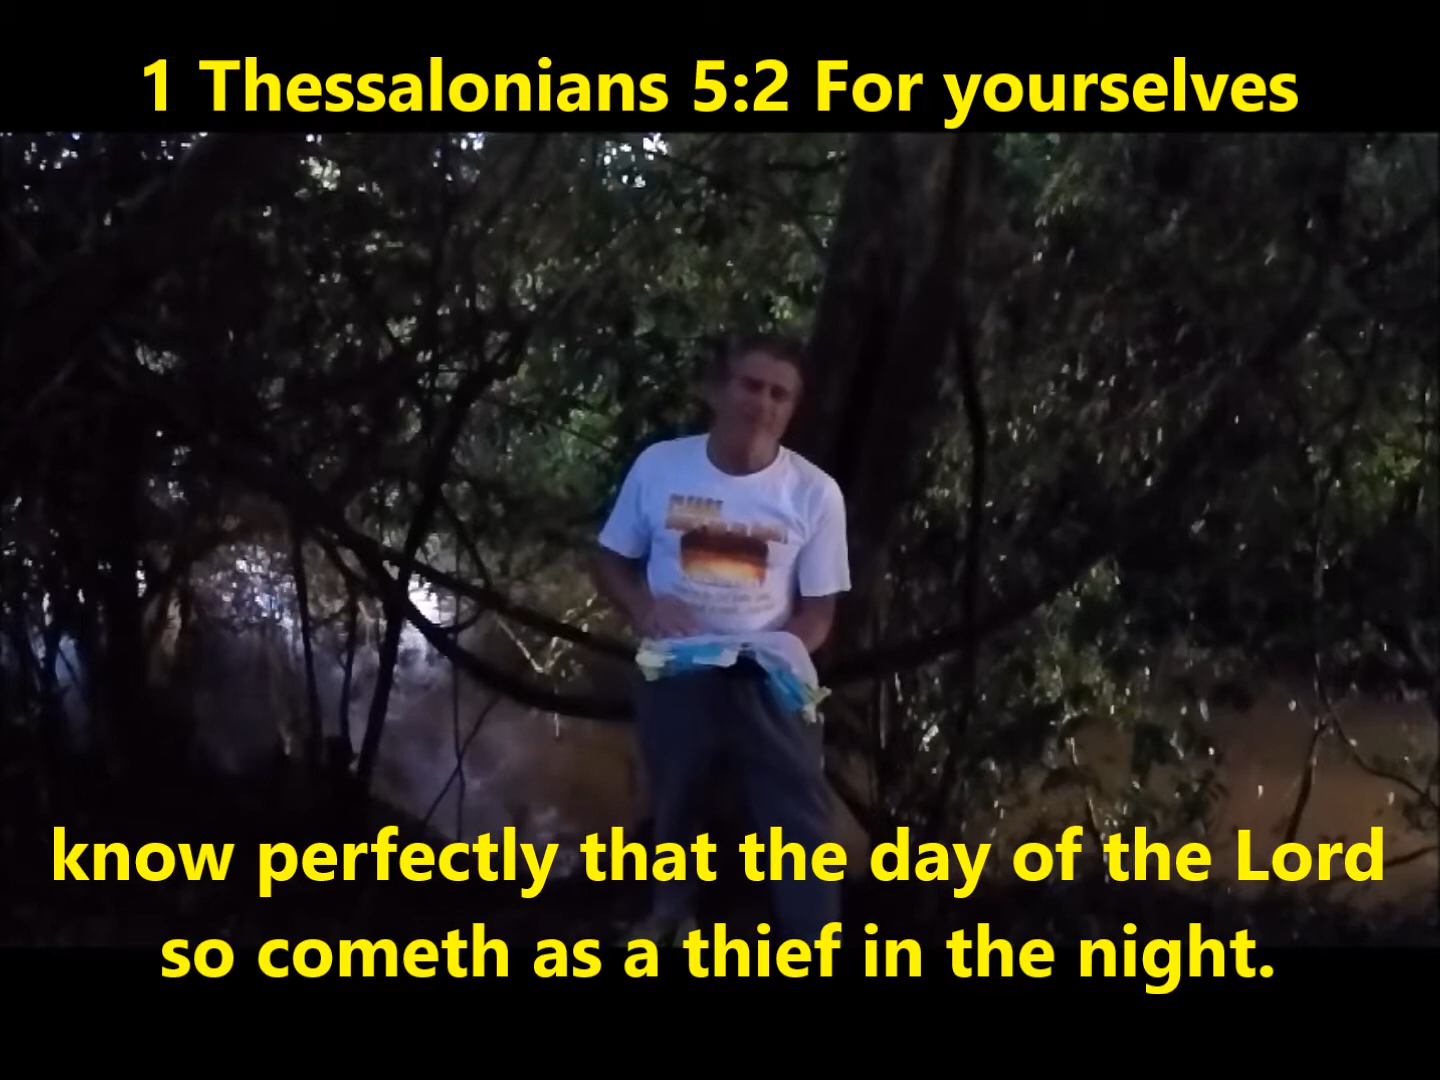 1 Thessalonians 5:2 For yourselves
know perfectly that the day of the Lord
so cometh as a thief in the night.